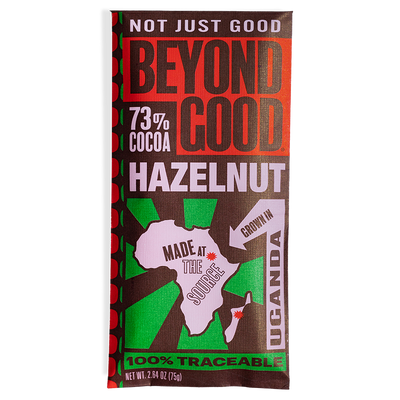 NOT JUST GOOD
BEYOND
GOOD
73%
COCOA
HAZELNUT
GROWN IN
UGANDA
MADE AT
THE
SOURCE
100% TRACEABLE
NET WT. 2.64 OZ (75g)